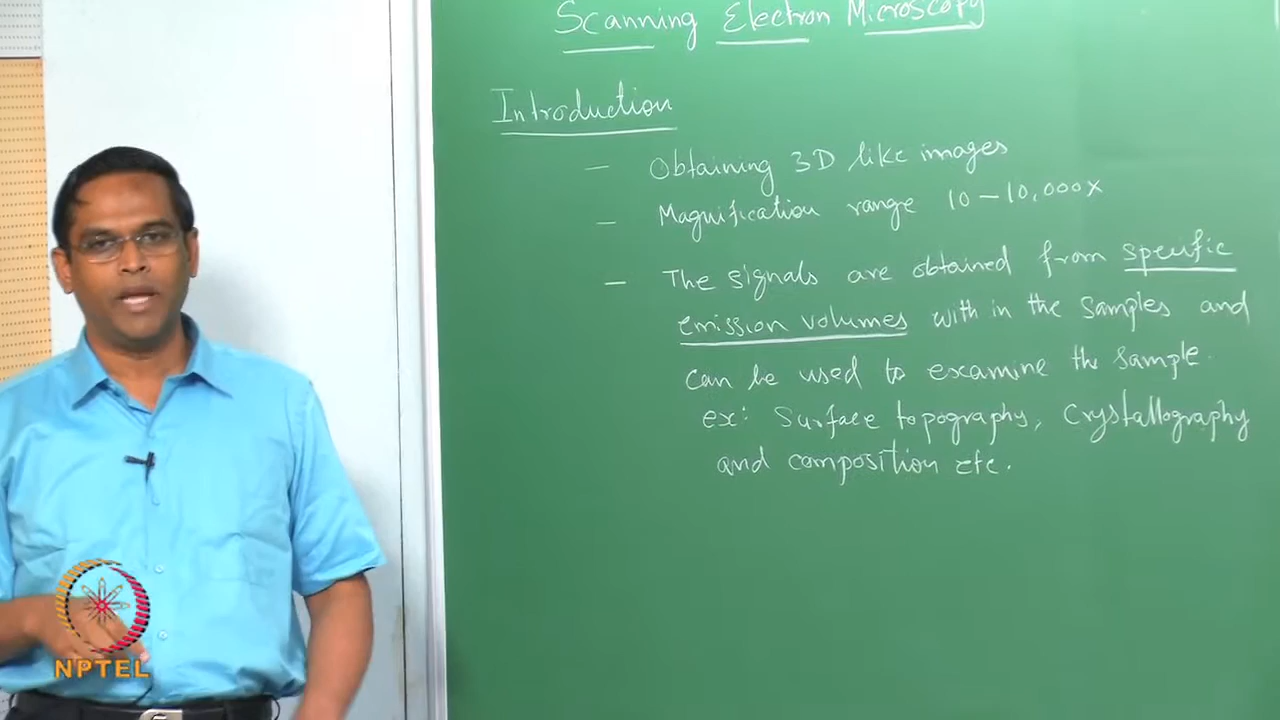 Scanning Electron Microscopy
Introduction
- Obtaining 3D like images
- Magnification range 10-10,000x
- The signals are obtained from specific
emission volumes with in the samples and
can be used to examine the sample.
ex: Surface topography, Crystallography
and composition etc.
NPTEL